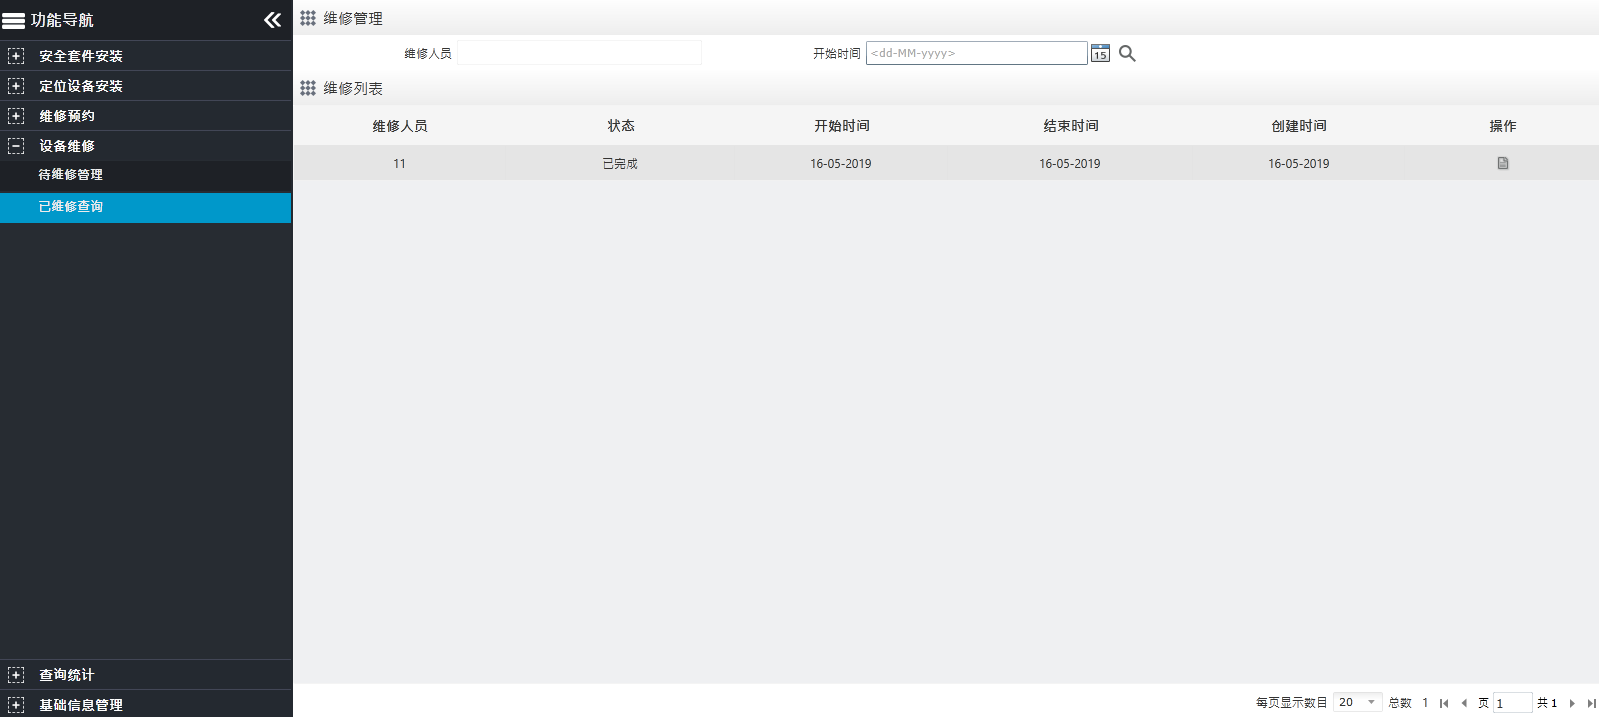 功能导航
安全套件安装
定位设备安装
维修预约
设备维修
待维修管理
已维修查询
查询统计
基础信息管理
维修管理
维修人员 开始时间 <dd-MM-yyyy> 15
维修列表
维修人员 状态 开始时间 结束时间 创建时间 操作
11 已完成 16-05-2019 16-05-2019 16-05-2019
每页显示数目 20 总数 1 页 1 共 1